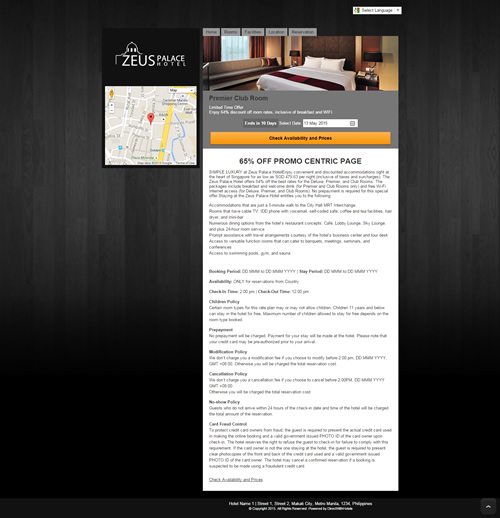 Select Language
ZEUS PALACE
HOTEL
Map
Home
Rooms
Facilities
Location
Reservation
Premier Club Room
Limited Time Offer
Enjoy 64% discount off room rates, inclusive of breakfast and WIFI
Ends in 10 Days
Select Date
13 May 2015
Check Availability and Prices
65% OFF PROMO CENTRIC PAGE
SIMPLE LUXURY at Zeus Palace Hotel!Enjoy convenient and discounted accommodations right at
the heart of Singapore for as low as SGD 479.63 per night (inclusive of taxes and surcharges). The
Zeus Palace Hotel offers 64% off the best rates for the Deluxe, Premier, and Club Rooms. The
packages include breakfast and welcome drink (for Premier and Club Rooms only) and free Wi-Fi
Internet access (for Deluxe, Premier, and Club Rooms). No prepayment is required for this special
offer.Staying at the Zeus Palace Hotel entitles you to the following:
Accommodations that are just a 5-minute walk to the City Hall MRT Interchange
Rooms that have cable TV, IDD phone with voicemail, self-coded safe, coffee and tea facilities, hair
dryer, and mini-bar
Numerous dining options from the hotel's restaurant concepts: Café, Lobby Lounge, Sky Lounge,
and plus 24-hour room service
Prompt assistance with travel arrangements courtesy of the hotel's business center and tour desk
Access to versatile function rooms that can cater to banquets, meetings, seminars, and
conferences
Access to swimming pools, gym, and sauna
Booking Period: DD MMM to DD MMM YYYY | Stay Period: DD MMM to DD MMM YYYY
Availability: ONLY for reservations from Country
Check-In Time: 2:00 pm | Check-Out Time: 12:00 pm
Children Policy
Certain room types for this rate plan may or may not allow children. Children 11 years and below
can stay in the hotel for free. Maximum number of children allowed to stay for free depends on the
room type booked.
Prepayment
No prepayment will be charged. Payment for your stay will be made at the hotel. Please note that
your credit card may be pre-authorized prior to your arrival.
Modification Policy
We don't charge you a modification fee if you choose to modify before 2:00 pm, DD MMM YYYY,
GMT +08:00. Otherwise you will be charged the total reservation cost.
Cancellation Policy
We don't charge you a cancellation fee if you choose to cancel before 2:00PM, DD MMM YYYY
GMT +08:00.
Otherwise you will be charged the total reservation cost.
No-show Policy
Guests who do not arrive within 24 hours of the check-in date and time of the hotel will be charged
the total amount of the reservation.
Card Fraud Control
To protect credit card owners from fraud, the guest is required to present the actual credit card used
in making the online booking and a valid government issued PHOTO ID of the card owner upon
check-in. The hotel reserves the right to refuse the guest to check-in for failure to comply with this
requirement. If the card owner is not the one staying at the hotel, the guest is required to present
clear photocopies of the front and back of the credit card used and a valid government issued
PHOTO ID of the card owner. The hotel may cancel a confirmed reservation if a booking is
suspected to be made using a fraudulent credit card.
Check Availability and Prices
Hotel Name 1 | Street 1, Street 2, Makati City, Metro Manila, 1234, Philippines
© Copyright 2015. All Rights Reserved. Powered by DirectWithHotels